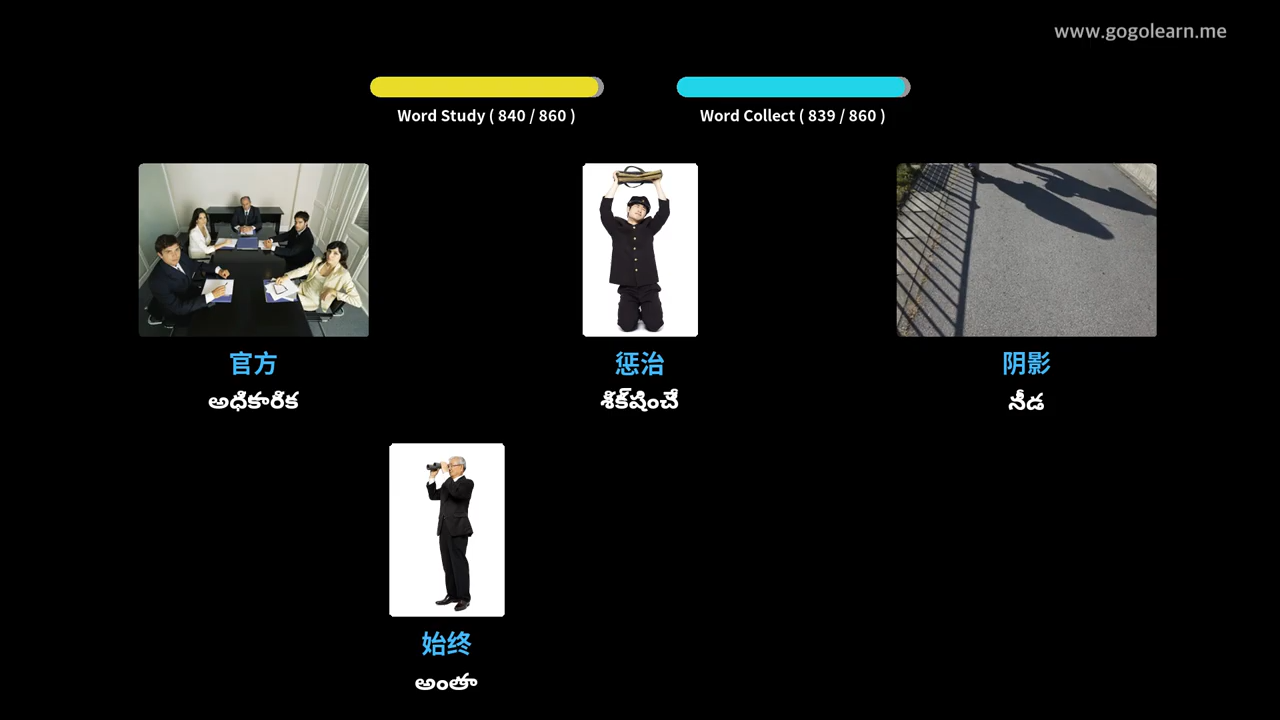 www.gogolearn.me
Word Study ( 840 / 860 )
Word Collect ( 839 / 860 )
官方
అధికారిక
惩治
శిక్షించే
阴影
నీడ
始终
అంతా